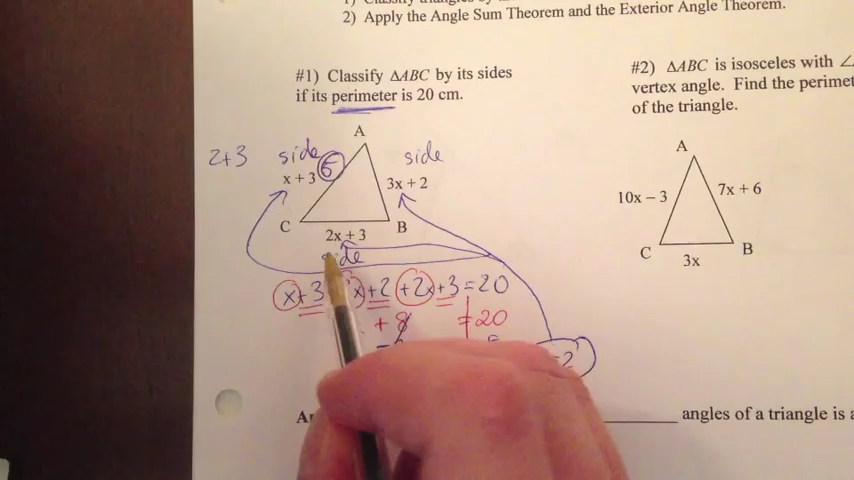 2) Apply the Angle Sum Theorem and the Exterior Angle Theorem.
#1) Classify ΔABC by its sides
if its perimeter is 20 cm.
A
2+3
side
5
side
x + 3
3x + 2
C
B
2x + 3
side
x+3
x
+2
+2x
+3
=20
+ 8
=20
2
#2) ΔABC is isosceles with ∠
vertex angle. Find the
of the triangle.
A
10x − 3
7x + 6
C
B
3x
angles of a triangle is